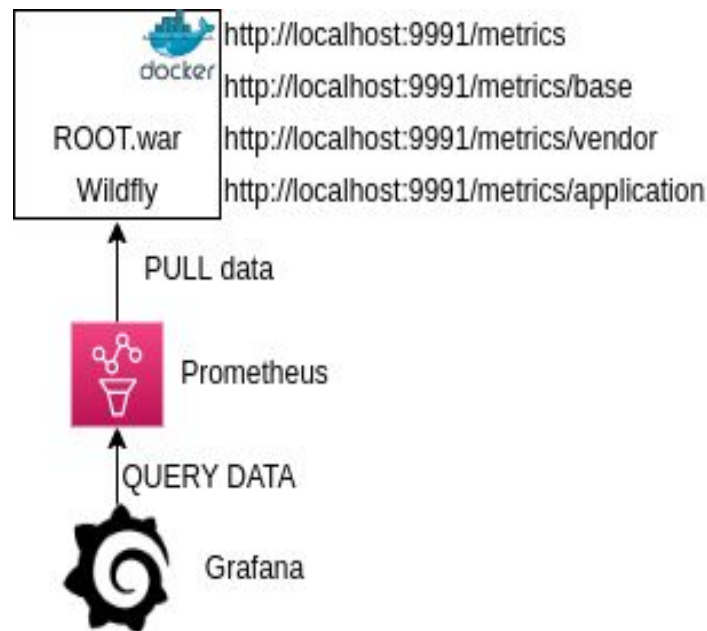 http://localhost:9991/metrics
docker
http://localhost:9991/metrics/base
ROOT.war
http://localhost:9991/metrics/vendor
Wildfly
http://localhost:9991/metrics/application
PULL data
Prometheus
QUERY DATA
Grafana